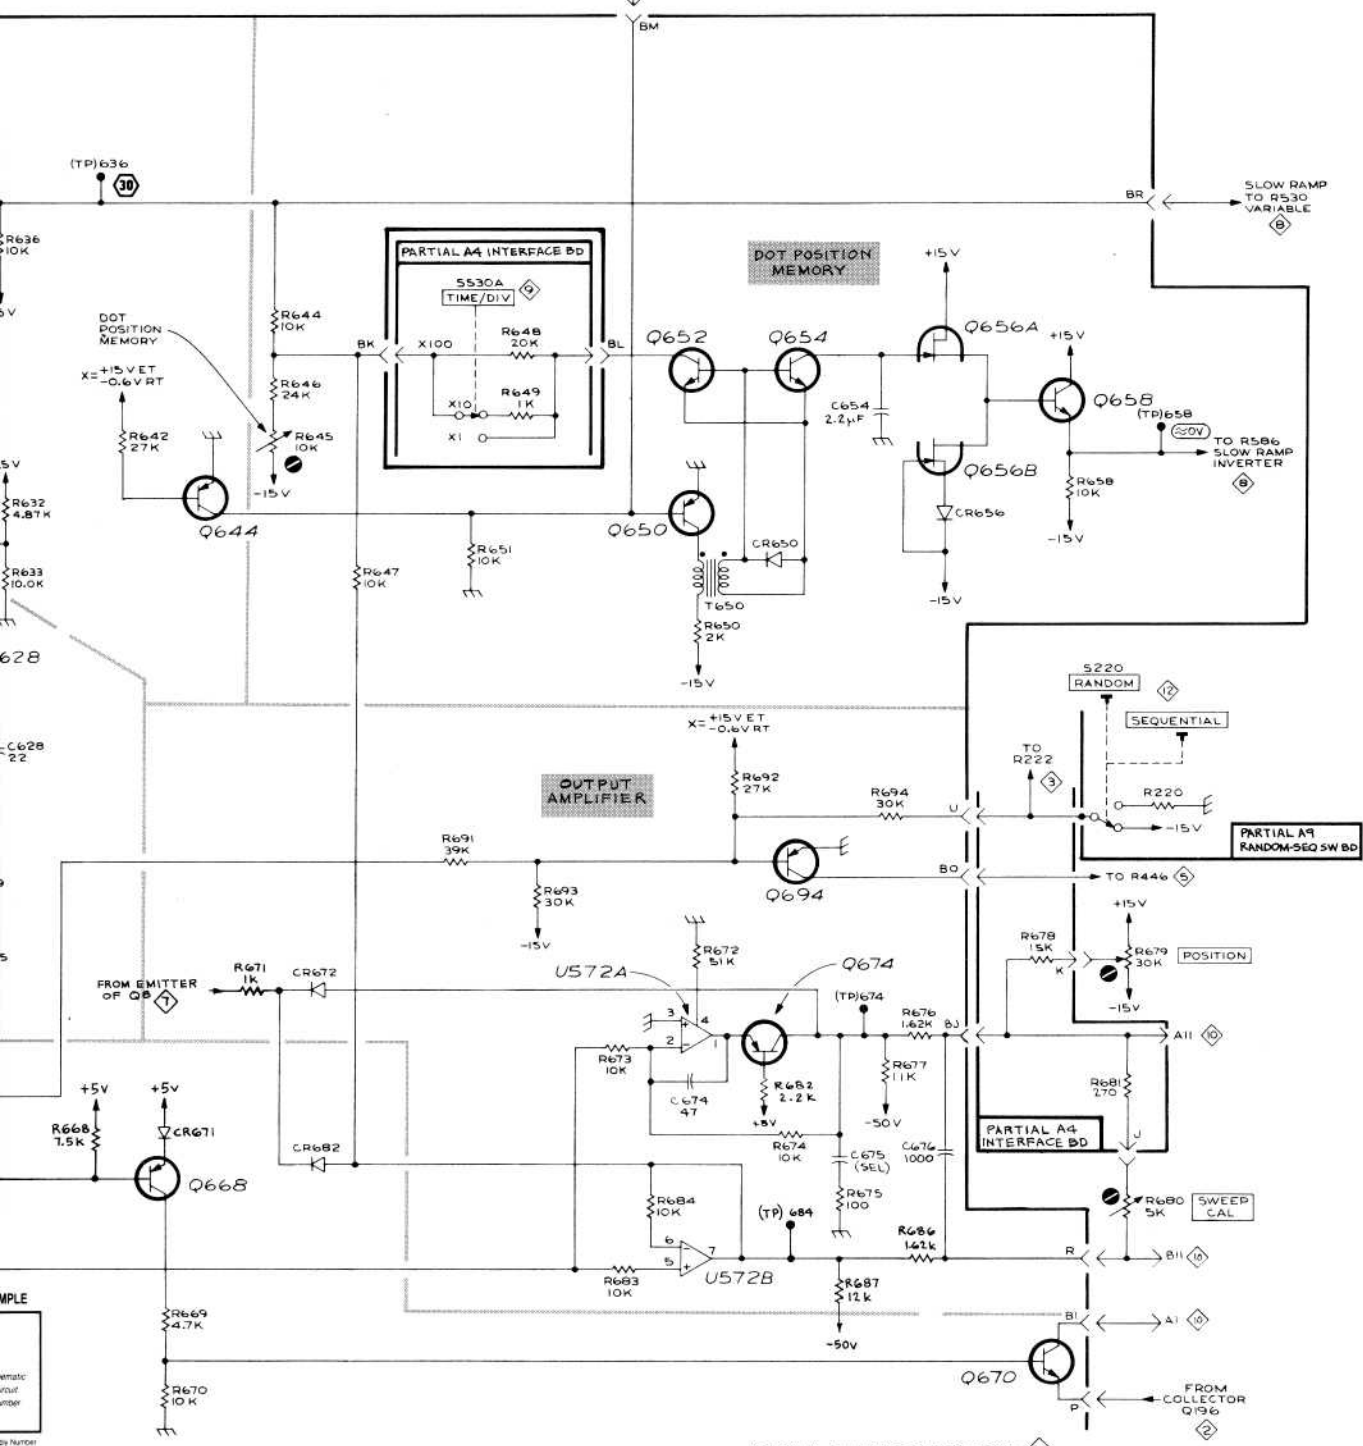 BM
(TP)636
30
BR
SLOW RAMP
TO R530
VARIABLE
8
R636
10K
PARTIAL A4 INTERFACE BD
S530A
TIME/DIV
9
DOT POSITION
MEMORY
+15V
DOT
POSITION
MEMORY
R644
10K
BK
X100
R648
20K
BL
Q652
Q654
Q656A
+15V
X=+15V ET
-0.6V RT
R646
24K
X10
R649
1K
X1
C654
2.2µF
Q658
(TP)658
≈0V
TO R586
SLOW RAMP
INVERTER
8
R642
27K
R645
10K
-15V
Q656B
R658
10K
-15V
5V
R632
4.87K
Q644
Q650
CR656
R651
10K
CR650
R633
10.0K
R647
10K
T650
-15V
R650
2K
-15V
628
S220
RANDOM
12
SEQUENTIAL
X=+15V ET
-0.6V RT
C628
22
OUTPUT
AMPLIFIER
R692
27K
R694
30K
U
TO
R222
3
R220
-15V
PARTIAL A9
RANDOM-SEQ SW BD
R691
39K
Q694
BO
TO R446 5
R693
30K
-15V
+15V
R678
15K
K
R679
30K
POSITION
-15V
R672
51K
U572A
Q674
FROM EMITTER
OF Q8 7
R671
1K
CR672
(TP)674
R676
1.62K
BJ
A11 10
3
4
2
1
R673
10K
C674
47
R682
2.2K
+5V
R677
11K
-50V
R681
270
J
+5V
+5V
R668
7.5K
CR671
PARTIAL A4
INTERFACE BD
R674
10K
C675
(SEL)
C676
1000
Q668
CR682
R675
100
R684
10K
(TP) 684
R680
5K
SWEEP
CAL
R686
1.62k
6
5
7
U572B
R
B11 10
R683
10K
R687
12k
-50V
MPLE
R669
4.7K
BI
A1 10
R670
10K
Q670
P
FROM
COLLECTOR
Q196
2
ematic
ircuit
umber
by Number